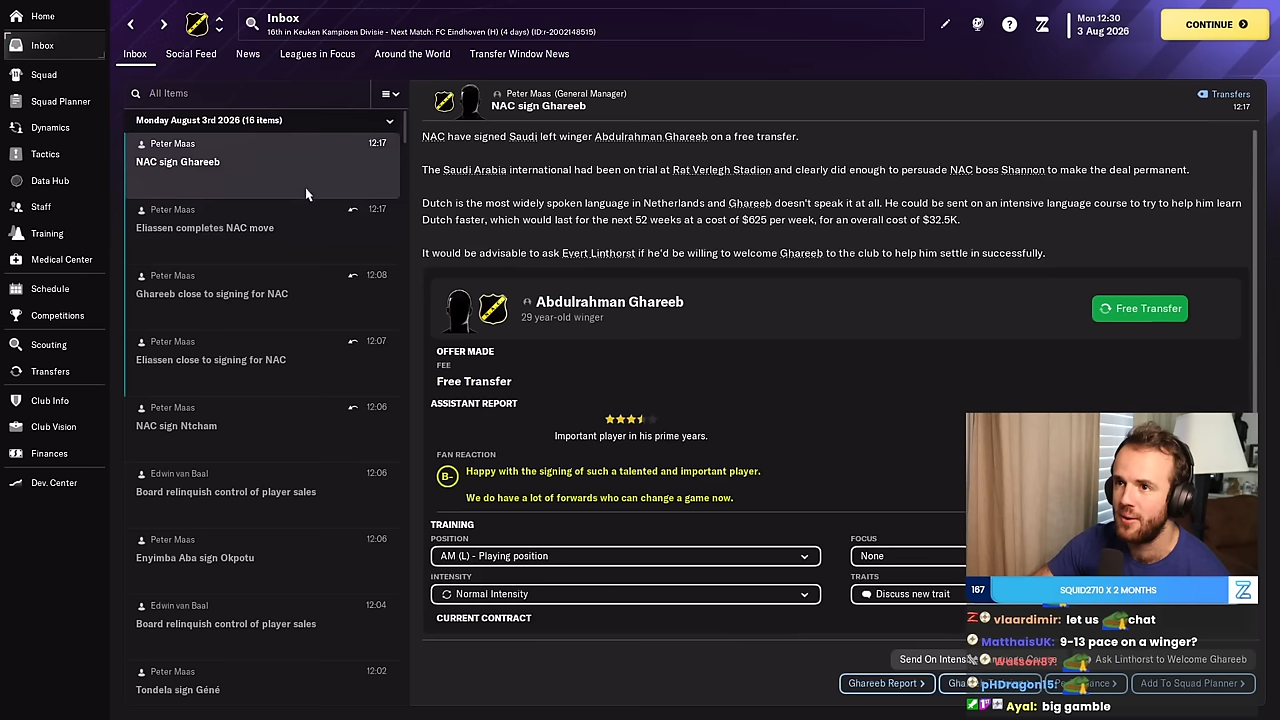 Home
Inbox
Squad
Squad Planner
Dynamics
Tactics
Data Hub
Staff
Training
Medical Center
Schedule
Competitions
Scouting
Transfers
Club Info
Club Vision
Finances
Dev. Center
Inbox
16th in Keuken Kampioen Divisie - Next Match: FC Eindhoven (H) (4 days) (ID:r-2002148515)
Mon 12:30
3 Aug 2026
CONTINUE
Inbox Social Feed News Leagues in Focus Around the World Transfer Window News
All Items
Monday August 3rd 2026 (16 items)
Peter Maas 12:17
NAC sign Ghareeb
Peter Maas 12:17
Eliassen completes NAC move
Peter Maas 12:08
Ghareeb close to signing for NAC
Peter Maas 12:07
Eliassen close to signing for NAC
Peter Maas 12:06
NAC sign Ntcham
Edwin van Baal 12:06
Board relinquish control of player sales
Peter Maas 12:06
Enyimba Aba sign Okpotu
Edwin van Baal 12:04
Board relinquish control of player sales
Peter Maas 12:02
Tondela sign Géné
Peter Maas (General Manager)
NAC sign Ghareeb
Transfers
12:17
NAC have signed Saudi left winger Abdulrahman Ghareeb on a free transfer.
The Saudi Arabia international had been on trial at Rat Verlegh Stadion and clearly did enough to persuade NAC boss Shannon to make the deal permanent.
Dutch is the most widely spoken language in Netherlands and Ghareeb doesn't speak it at all. He could be sent on an intensive language course to try to help him learn
Dutch faster, which would last for the next 52 weeks at a cost of $625 per week, for an overall cost of $32.5K.
It would be advisable to ask Evert Linthorst if he'd be willing to welcome Ghareeb to the club to help him settle in successfully.
Abdulrahman Ghareeb
29 year-old winger
Free Transfer
OFFER MADE
FEE
Free Transfer
ASSISTANT REPORT
Important player in his prime years.
FAN REACTION
B-
Happy with the signing of such a talented and important player.
We do have a lot of forwards who can change a game now.
TRAINING
POSITION
AM (L) - Playing position
FOCUS
None
INTENSITY
Normal Intensity
TRAITS
Discuss new trait
CURRENT CONTRACT
167 SQUID2710 X 2 MONTHS Z
vlaardimir: let us chat
MatthaisUK: 9-13 pace on a winger?
Watson87:
pHDragon15:
Ayal: big gamble
Send On Intens
Ask Linthorst to Welcome Ghareeb
Ghareeb Report
Add To Squad Planner